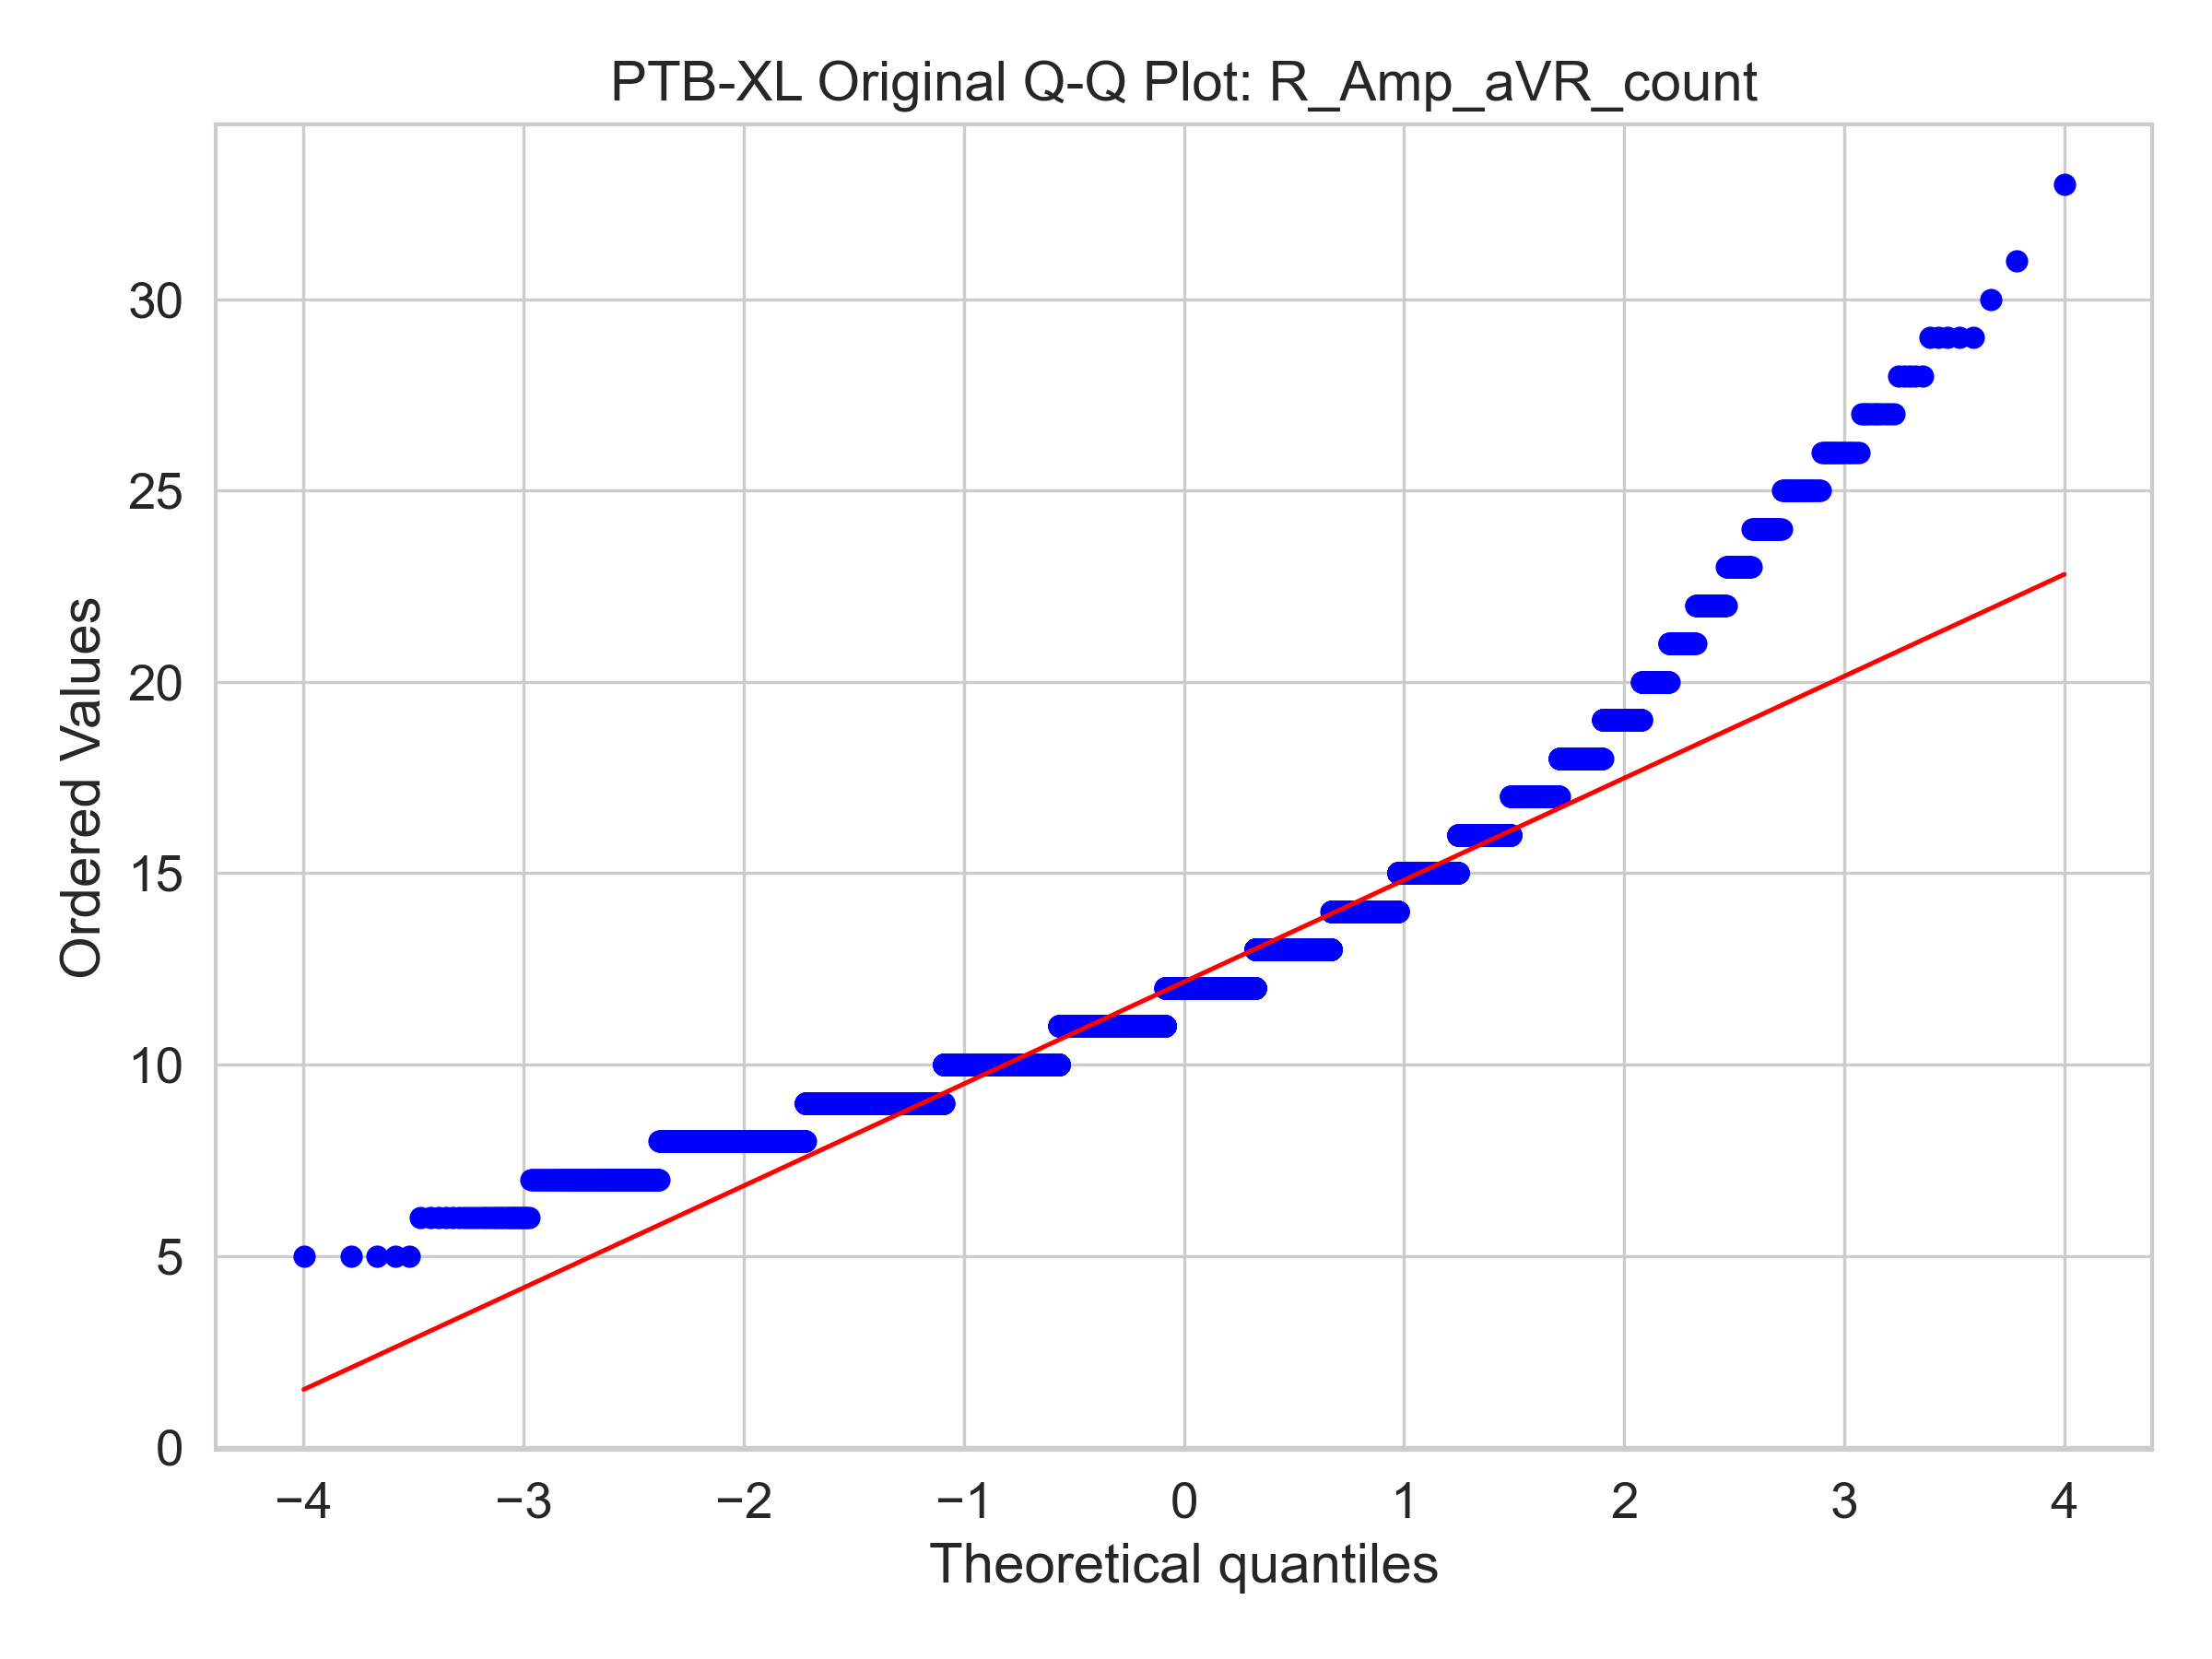 PTB-XL Original Q-Q Plot: R_Amp_aVR_count
Ordered Values
30
25
20
15
10
5
0
−4 −3 −2 −1 0 1 2 3 4
Theoretical quantiles